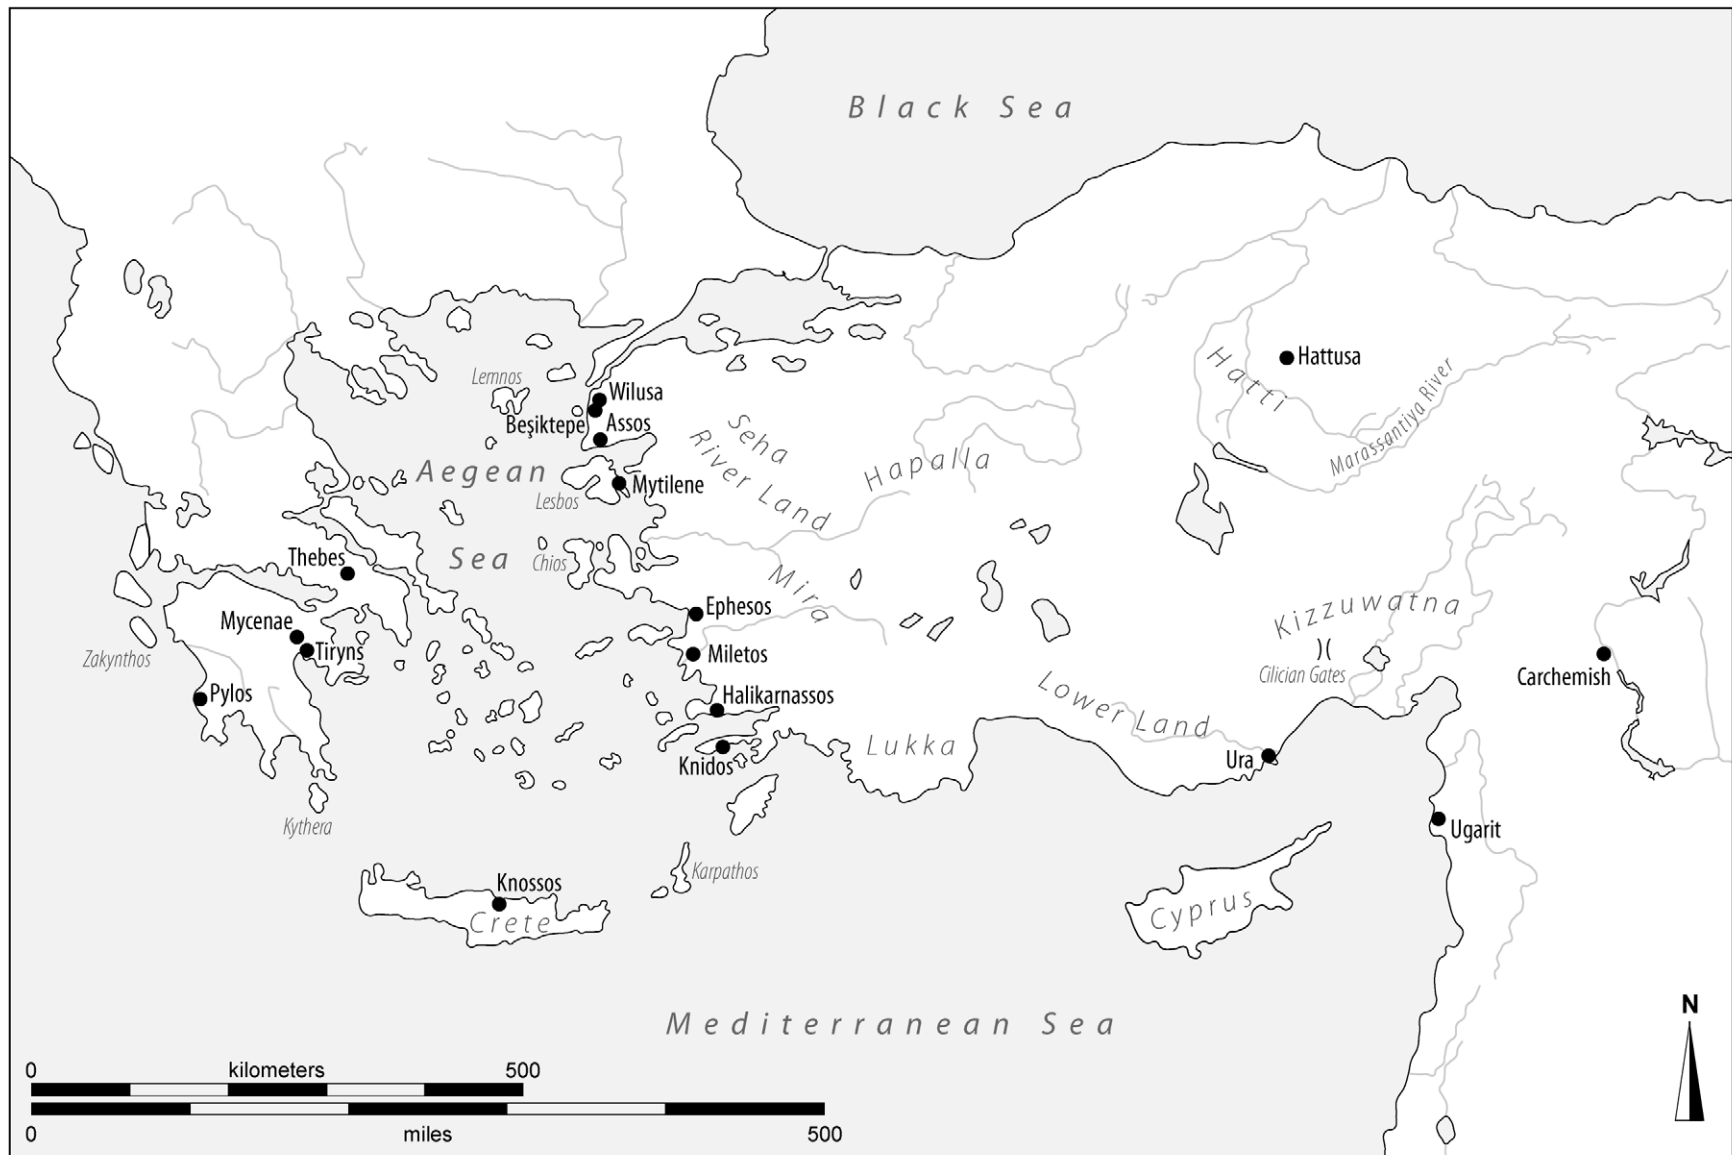 Black Sea
Hattusa
Hatti
Marassantiya River
Lemnos
Wilusa
Beşiktepe
Assos
Seha
River Land
Hapalla
Aegean
Sea
Lesbos
Mytilene
Chios
Thebes
Mira
Ephesos
Kizzuwatna
Cilician Gates
Mycenae
Tiryns
Zakynthos
Miletos
Carchemish
Pylos
Halikarnassos
Lower Land
Lukka
Knidos
Ura
Kythera
Ugarit
Karpathos
Knossos
Crete
Cyprus
Mediterranean Sea
N
0 kilometers 500
0 miles 500